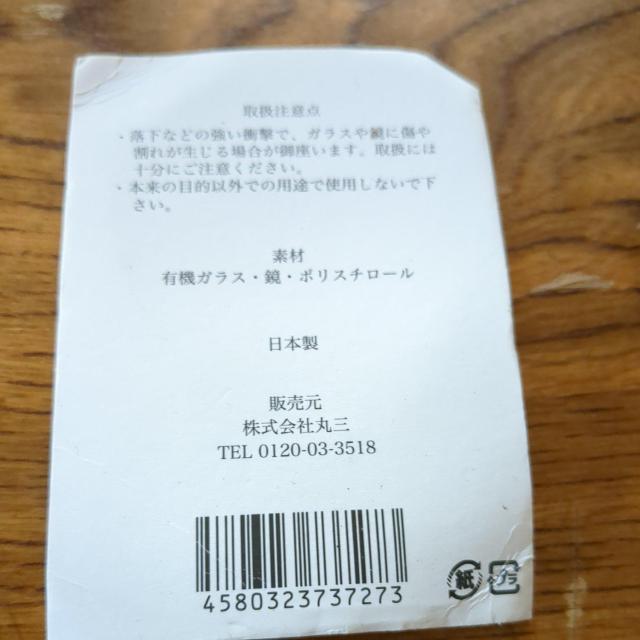 取扱注意点
・落下などの強い衝撃で、ガラスや鏡に傷や
割れが生じる場合が御座います。取扱には
十分にご注意ください。
・本来の目的以外での用途で使用しないで下
さい。
素材
有機ガラス・鏡・ポリスチロール
日本製
販売元
株式会社丸三
TEL 0120-03-3518
4580323737273
紙 プラ